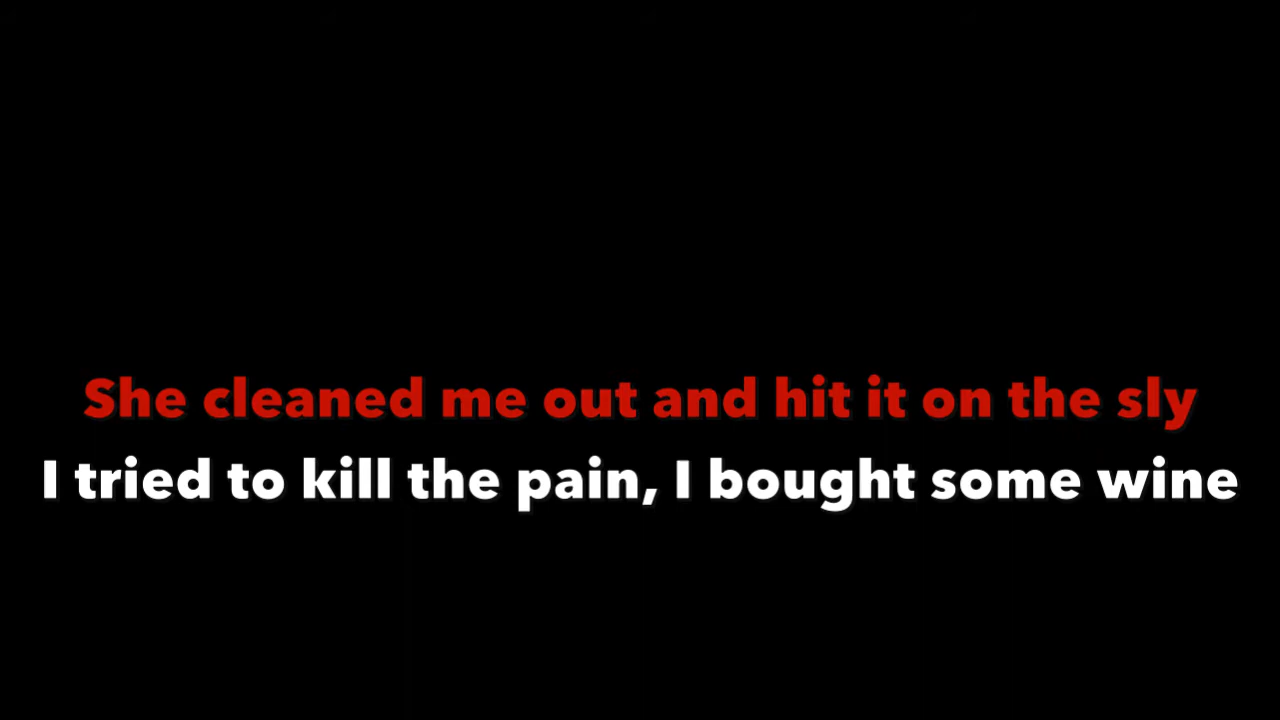 She cleaned me out and hit it on the sly
I tried to kill the pain, I bought some wine